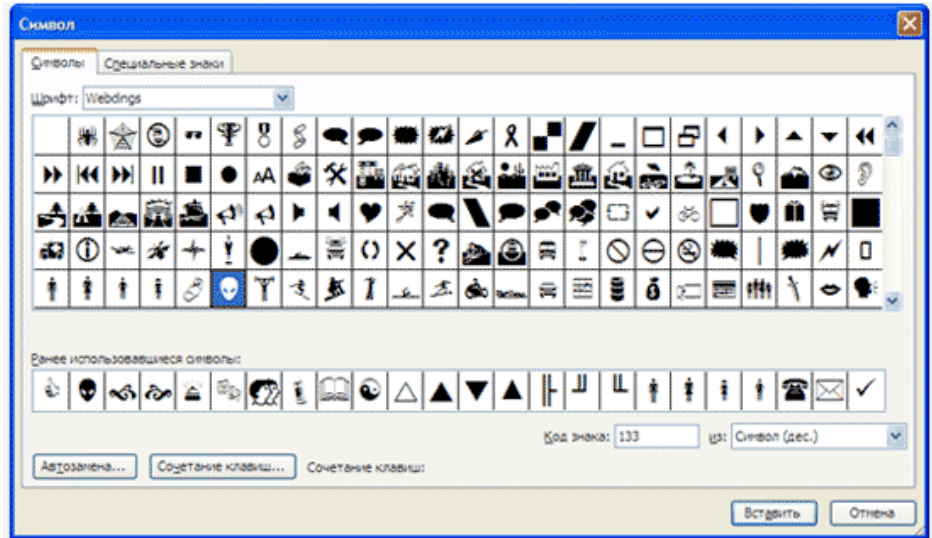 Символ
Символы Специальные знаки
Шрифт: Webdings
Ранее использовавшиеся символы:
Код знака: 133 из: Символ (дес.)
Автозамена... Сочетание клавиш... Сочетание клавиш:
Вставить Отмена